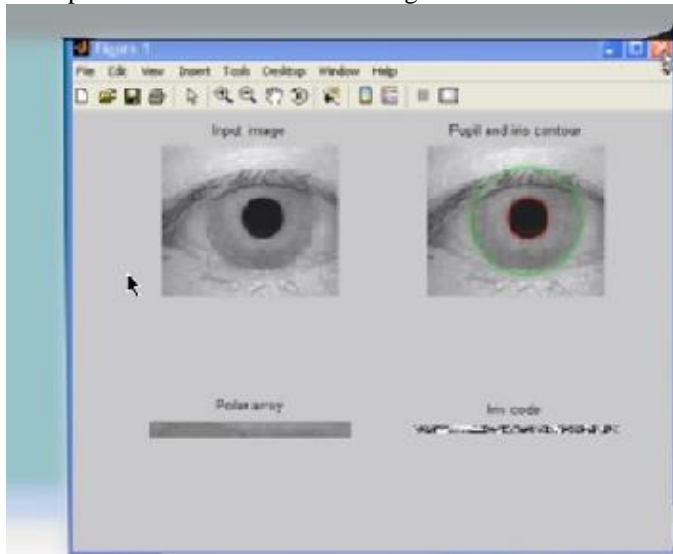 Figure 1
File Edit View Insert Tools Desktop Window Help
Input image
Pupil and iris contour
Polar array
Iris code